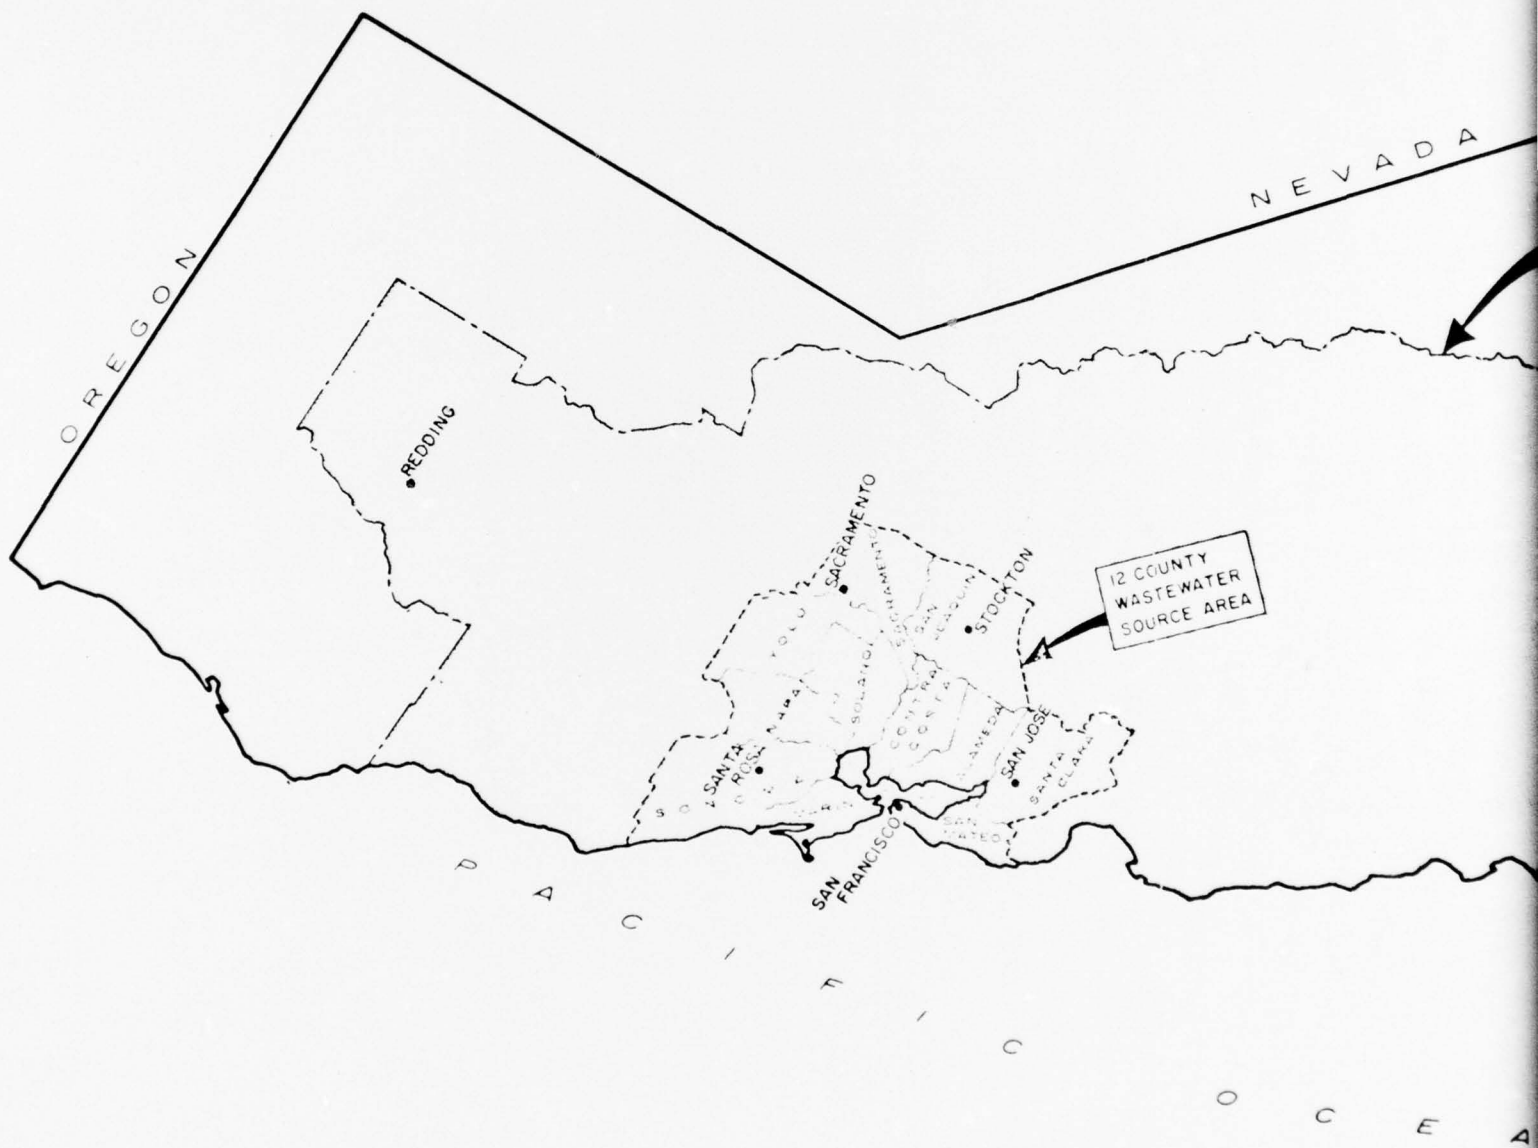 OREGON
NEVADA
REDDING
SACRAMENTO
SACRAMENTO
YOLO
SAN
JOAQUIN
STOCKTON
12 COUNTY
WASTEWATER
SOURCE AREA
NAPA
SOLANO
CONTRA
COSTA
ALAMEDA
SAN JOSE
SANTA
CLARA
SANTA
ROSA
MARIN
SAN
MATEO
SAN
FRANCISCO
PACIFIC OCEA